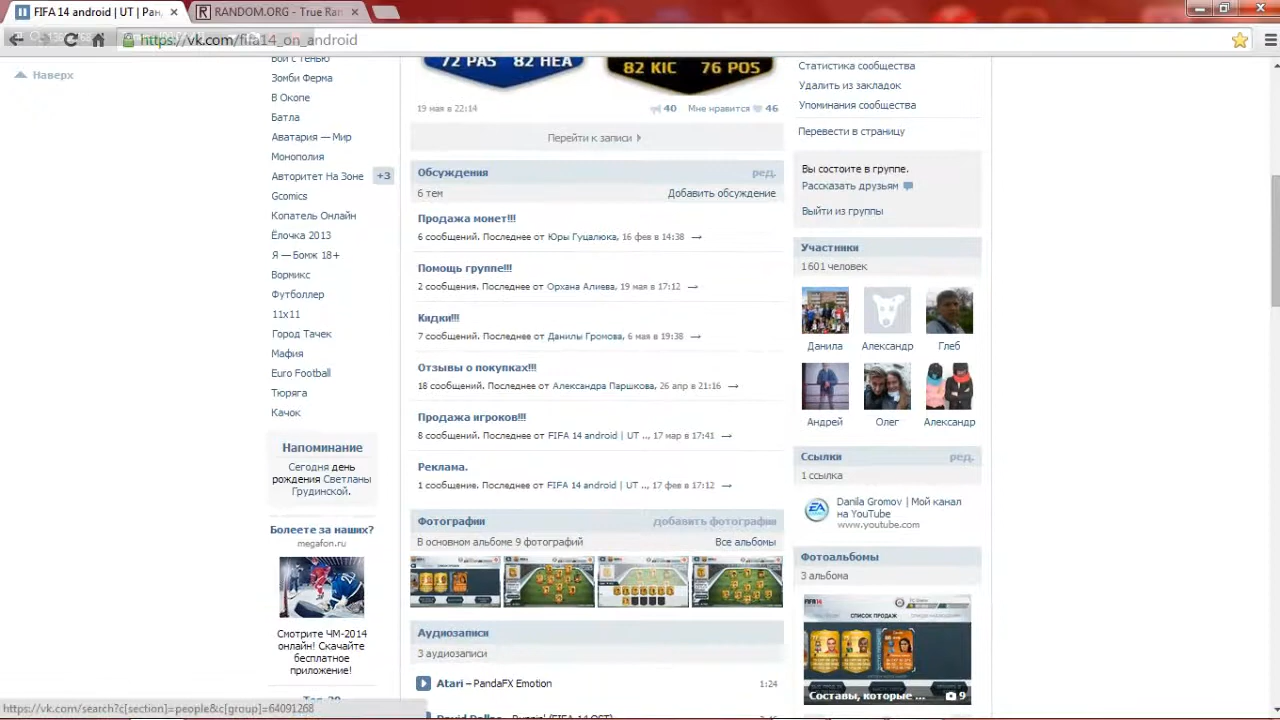 FIFA 14 android | UT | Ран,
RANDOM.ORG - True Ran
https://vk.com/fifa14_on_android
Наверх
Бой с Тенью
Зомби Ферма
В Окопе
Батла
Аватария — Мир
Монополия
Авторитет На Зоне +3
Gcomics
Копатель Онлайн
Ёлочка 2013
Я — Бомж 18+
Вормикс
Футболлер
11x11
Город Тачек
Мафия
Euro Football
Тюряга
Качок
Напоминание
Сегодня день
рождения Светланы
Грудинской.
Болеете за наших?
megafon.ru
Смотрите ЧМ-2014
онлайн! Скачайте
бесплатное
приложение!
72 PAS 82 HEA
82 KIC 76 POS
19 мая в 22:14
40 Мне нравится 46
Перейти к записи
Обсуждения ред.
6 тем Добавить обсуждение
Продажа монет!!!
6 сообщений. Последнее от Юры Гуцалюка, 16 фев в 14:38 →
Помощь группе!!!
2 сообщения. Последнее от Орхана Алиева, 19 мая в 17:12 →
Кидки!!!
7 сообщений. Последнее от Данилы Громова, 6 мая в 19:38 →
Отзывы о покупках!!!
18 сообщений. Последнее от Александра Паршкова, 26 апр в 21:16 →
Продажа игроков!!!
8 сообщений. Последнее от FIFA 14 android | UT .., 17 мар в 17:41 →
Реклама.
1 сообщение. Последнее от FIFA 14 android | UT .., 17 фев в 17:12 →
Фотографии добавить фотографии
В основном альбоме 9 фотографий Все альбомы
Аудиозаписи
3 аудиозаписи
Atari – PandaFX Emotion 1:24
Статистика сообщества
Удалить из закладок
Упоминания сообщества
Перевести в страницу
Вы состоите в группе.
Рассказать друзьям
Выйти из группы
Участники
1 601 человек
Данила Александр Глеб
Андрей Олег Александр
Ссылки ред.
1 ссылка
Danila Gromov | Мой канал
на YouTube
www.youtube.com
Фотоальбомы
3 альбома
СПИСОК ПРОДАЖ
Составы, которые ... 9
https://vk.com/search?c[section]=people&c[group]=64091268